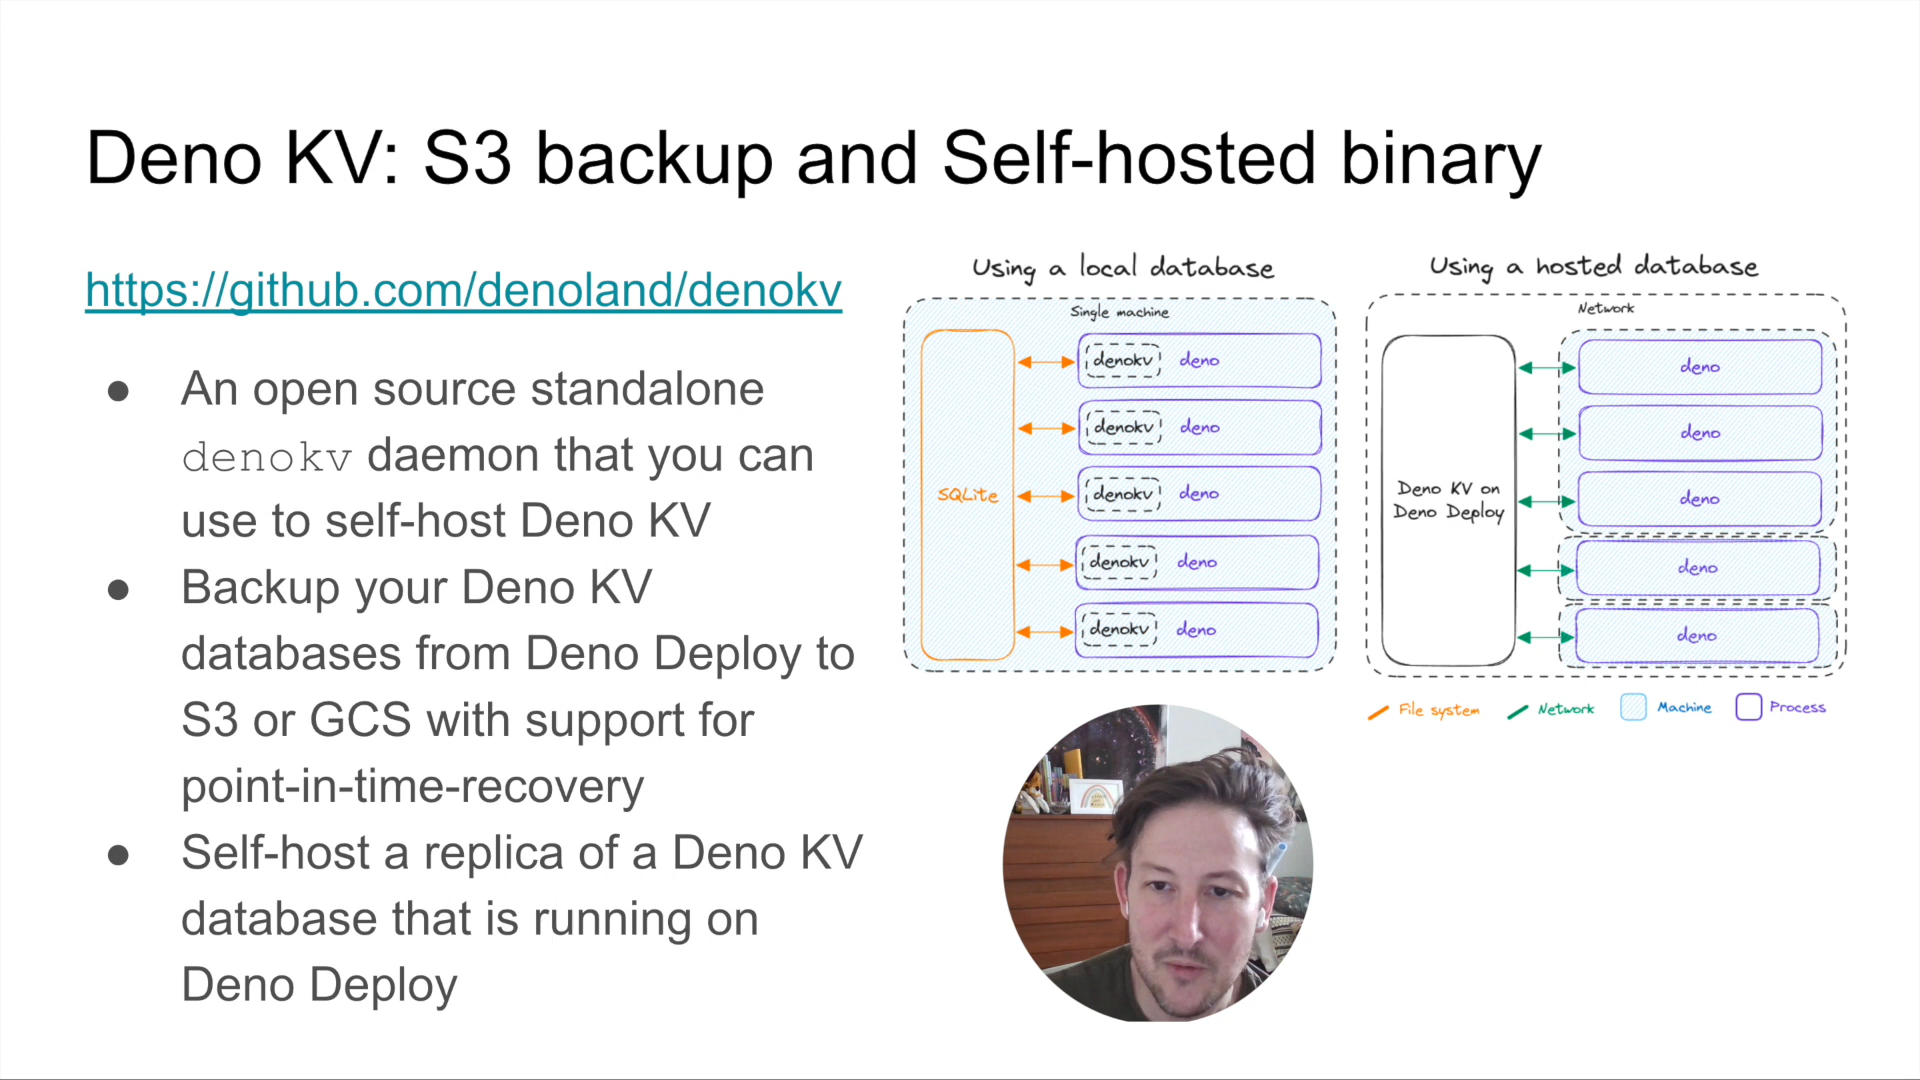 Deno KV: S3 backup and Self-hosted binary
https://github.com/denoland/denokv
● An open source standalone
denokv daemon that you can
use to self-host Deno KV
● Backup your Deno KV
databases from Deno Deploy to
S3 or GCS with support for
point-in-time-recovery
● Self-host a replica of a Deno KV
database that is running on
Deno Deploy
Using a local database
Single machine
SQLite
denokv deno
denokv deno
denokv deno
denokv deno
denokv deno
Using a hosted database
Network
Deno KV on
Deno Deploy
deno
deno
deno
deno
deno
File system Network Machine Process